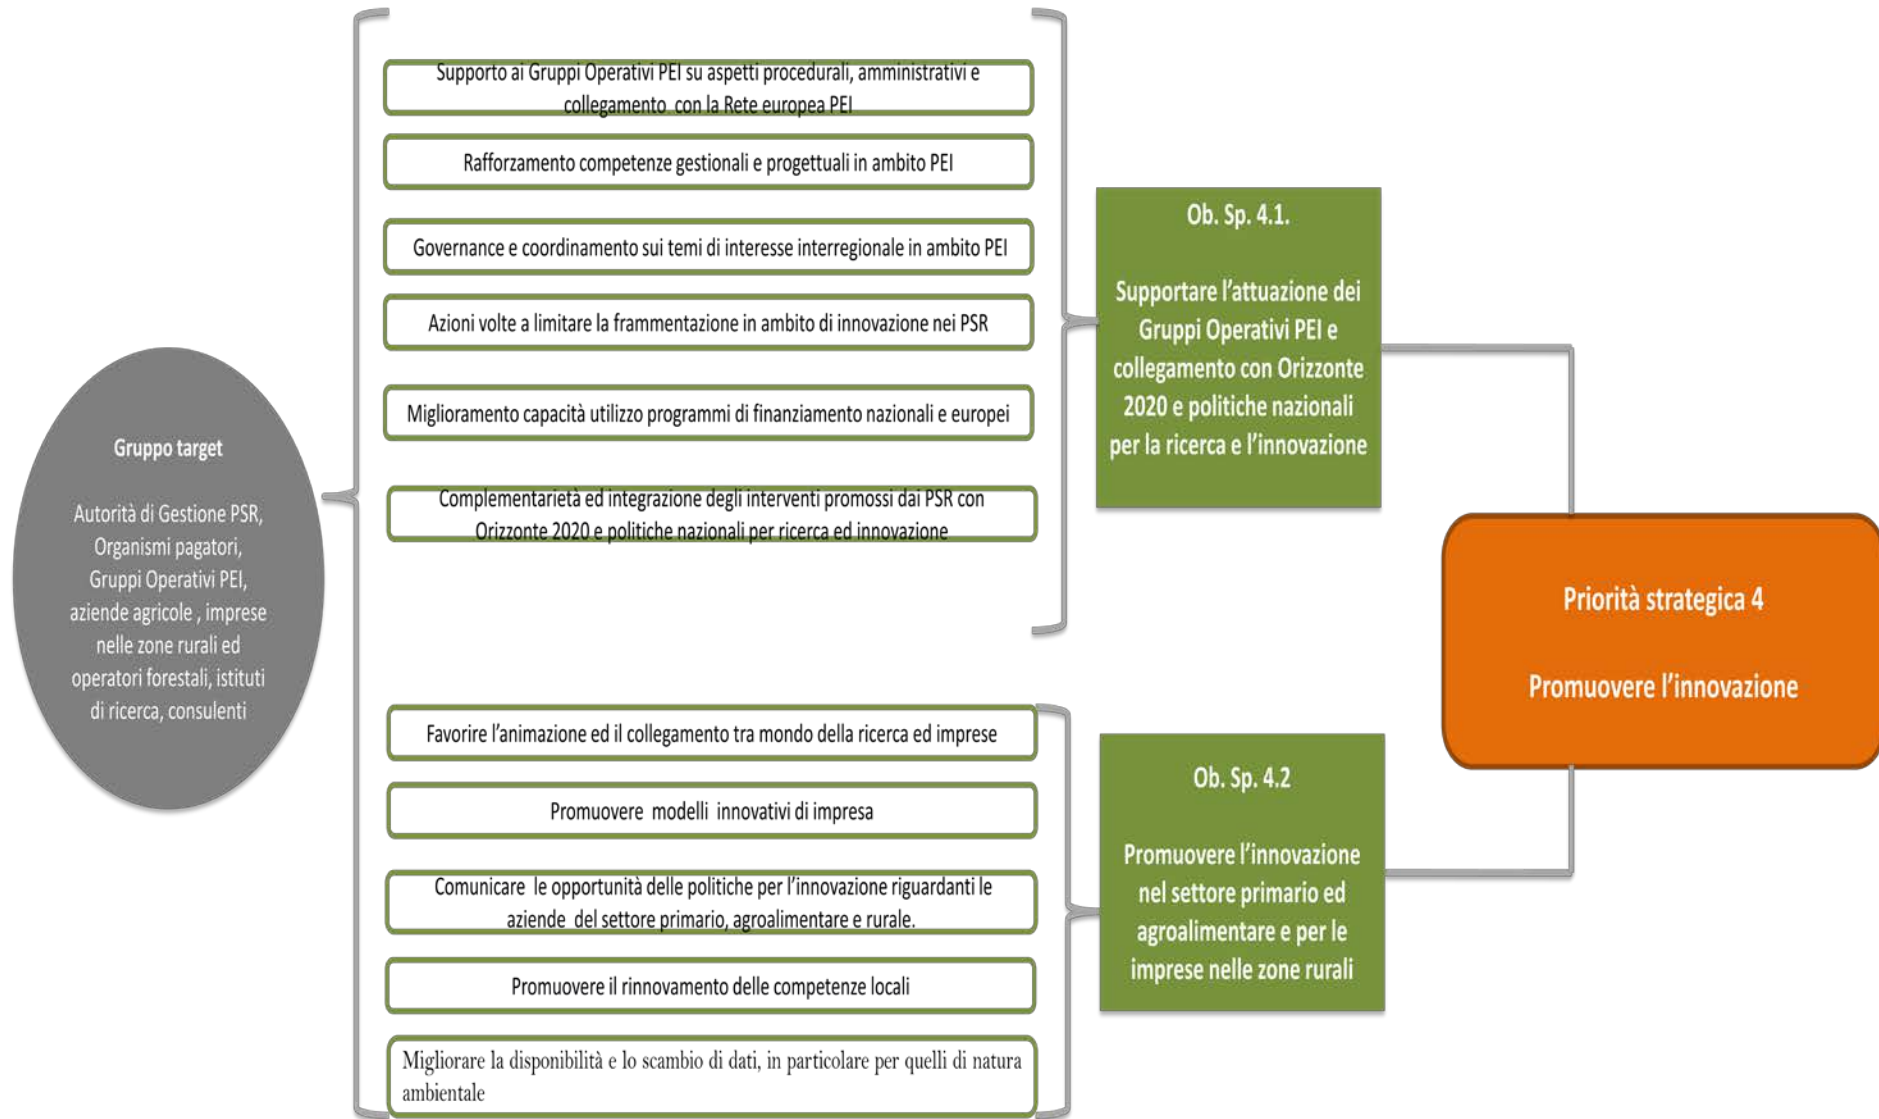 Gruppo target
Autorità di Gestione PSR,
Organismi pagatori,
Gruppi Operativi PEI,
aziende agricole , imprese
nelle zone rurali ed
operatori forestali, istituti
di ricerca, consulenti
Supporto ai Gruppi Operativi PEI su aspetti procedurali, amministrativi e
collegamento con la Rete europea PEI
Rafforzamento competenze gestionali e progettuali in ambito PEI
Governance e coordinamento sui temi di interesse interregionale in ambito PEI
Azioni volte a limitare la frammentazione in ambito di innovazione nei PSR
Miglioramento capacità utilizzo programmi di finanziamento nazionali e europei
Complementarietà ed integrazione degli interventi promossi dai PSR con
Orizzonte 2020 e politiche nazionali per ricerca ed innovazione
Favorire l'animazione ed il collegamento tra mondo della ricerca ed imprese
Promuovere modelli innovativi di impresa
Comunicare le opportunità delle politiche per l'innovazione riguardanti le
aziende del settore primario, agroalimentare e rurale.
Promuovere il rinnovamento delle competenze locali
Migliorare la disponibilità e lo scambio di dati, in particolare per quelli di natura
ambientale
Ob. Sp. 4.1.
Supportare l'attuazione dei
Gruppi Operativi PEI e
collegamento con Orizzonte
2020 e politiche nazionali
per la ricerca e l'innovazione
Ob. Sp. 4.2
Promuovere l'innovazione
nel settore primario ed
agroalimentare e per le
imprese nelle zone rurali
Priorità strategica 4
Promuovere l'innovazione